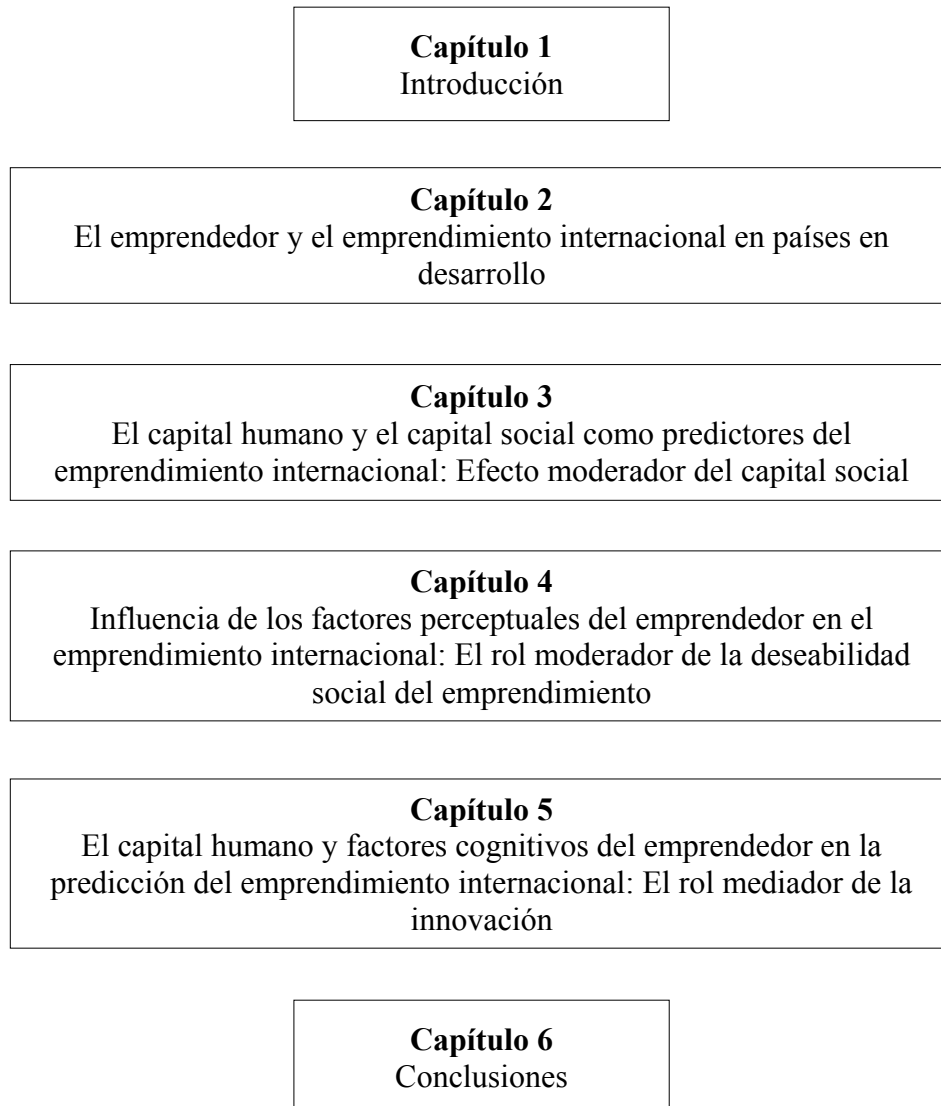 Capítulo 1
Introducción
Capítulo 2
El emprendedor y el emprendimiento internacional en países en
desarrollo
Capítulo 3
El capital humano y el capital social como predictores del
emprendimiento internacional: Efecto moderador del capital social
Capítulo 4
Influencia de los factores perceptuales del emprendedor en el
emprendimiento internacional: El rol moderador de la deseabilidad
social del emprendimiento
Capítulo 5
El capital humano y factores cognitivos del emprendedor en la
predicción del emprendimiento internacional: El rol mediador de la
innovación
Capítulo 6
Conclusiones